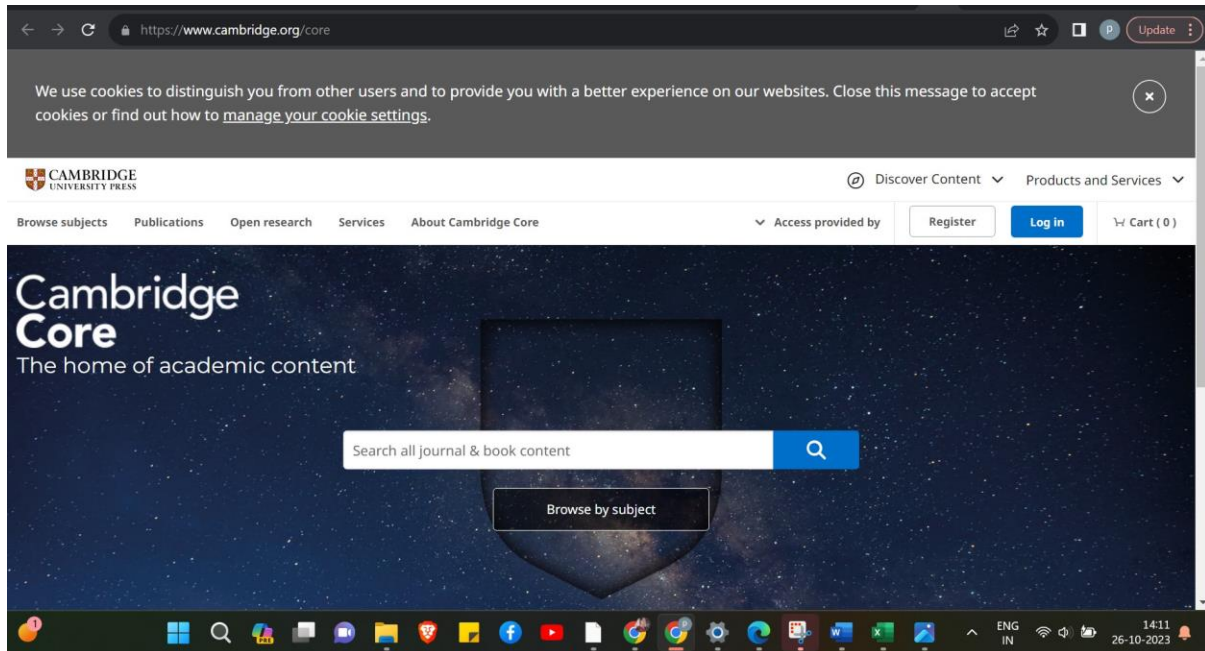 https://www.cambridge.org/core
P
Update
We use cookies to distinguish you from other users and to provide you with a better experience on our websites. Close this message to accept
cookies or find out how to manage your cookie settings.
CAMBRIDGE
UNIVERSITY PRESS
Discover Content
Products and Services
Browse subjects
Publications
Open research
Services
About Cambridge Core
Access provided by
Register
Log in
Cart ( 0 )
Cambridge
Core
The home of academic content
Search all journal & book content
Browse by subject
1
PRE
ENG
IN
14:11
26-10-2023